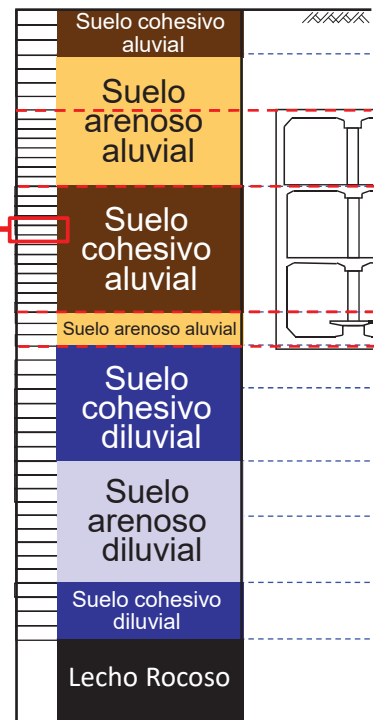 Suelo cohesivo
aluvial
Suelo
arenoso
aluvial
Suelo
cohesivo
aluvial
Suelo arenoso aluvial
Suelo
cohesivo
diluvial
Suelo
arenoso
diluvial
Suelo cohesivo
diluvial
Lecho Rocoso